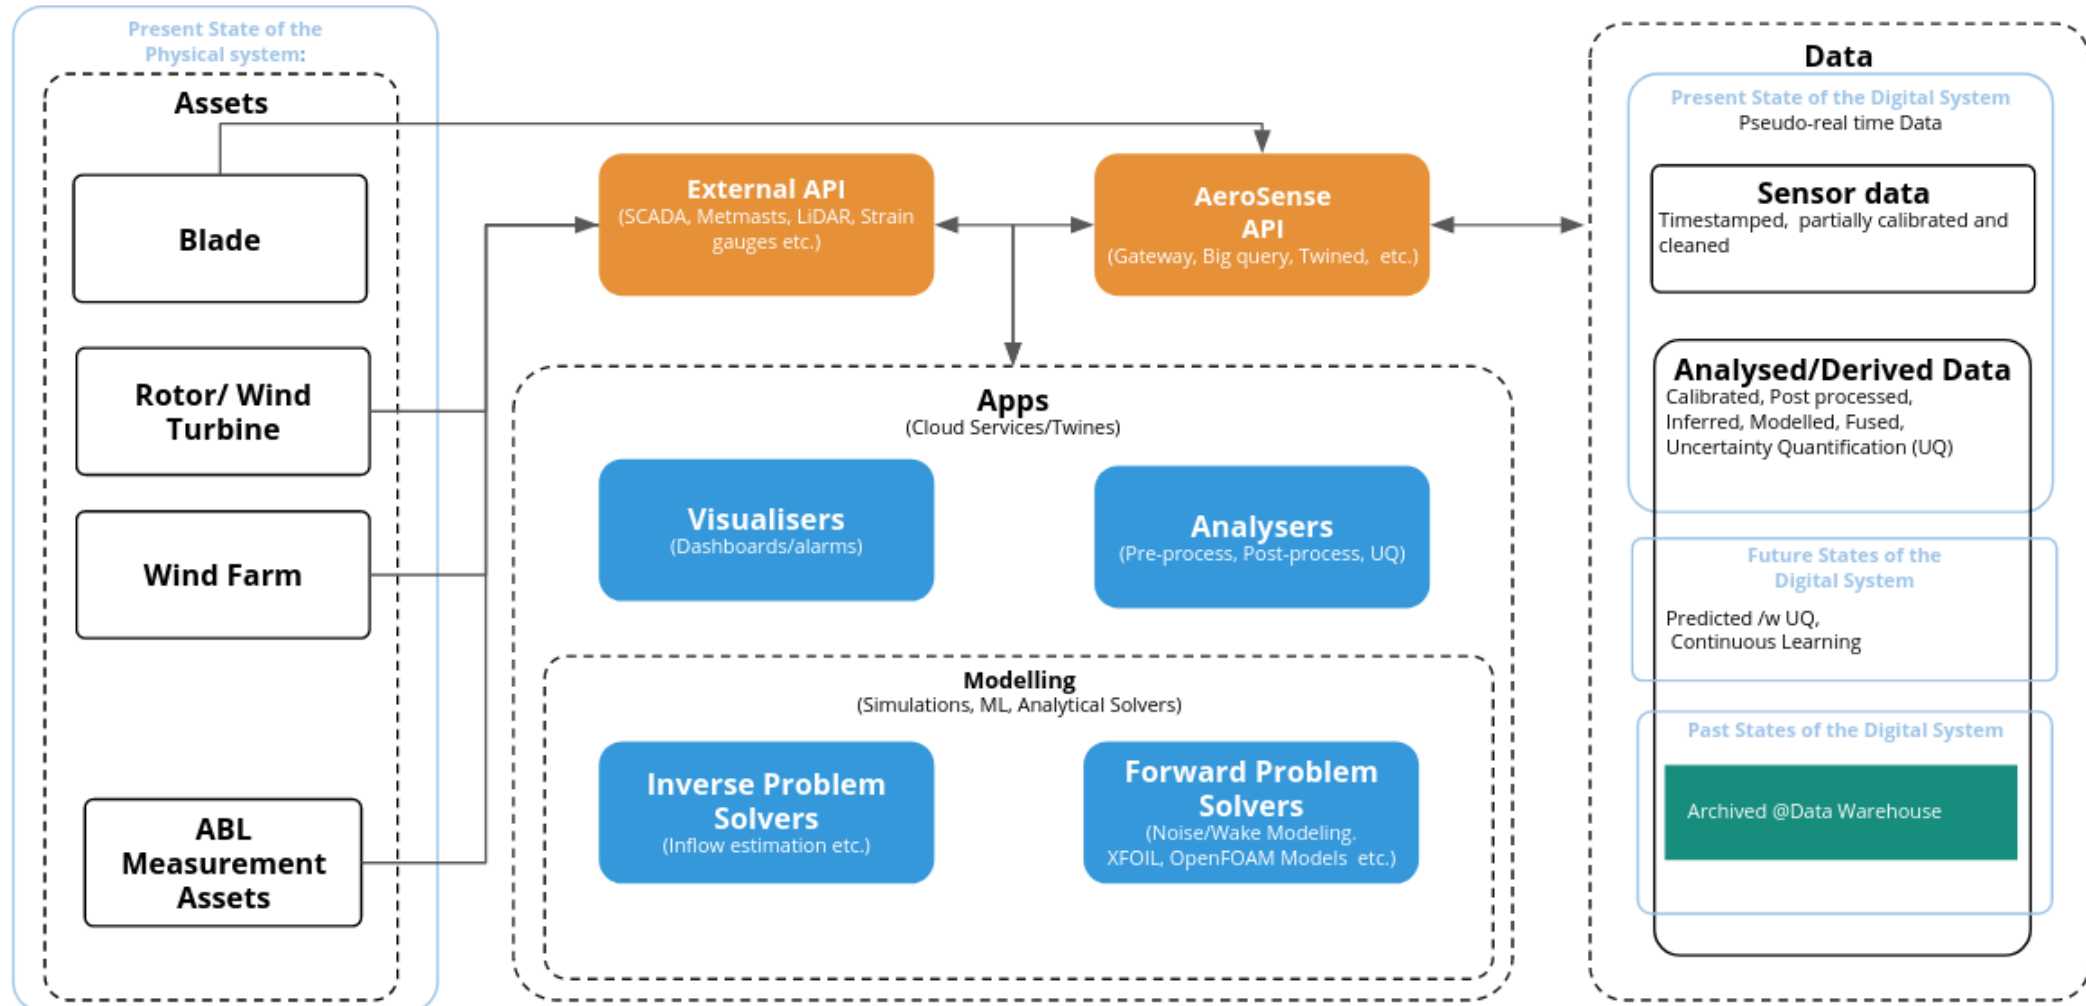 Present State of the
Physical system:
Assets
Blade
Rotor/ Wind
Turbine
Wind Farm
ABL
Measurement
Assets
External API
(SCADA, Metmasts, LiDAR, Strain
gauges etc.)
AeroSense
API
(Gateway, Big query, Twined, etc.)
Apps
(Cloud Services/Twines)
Visualisers
(Dashboards/alarms)
Analysers
(Pre-process, Post-process, UQ)
Modelling
(Simulations, ML, Analytical Solvers)
Inverse Problem
Solvers
(Inflow estimation etc.)
Forward Problem
Solvers
(Noise/Wake Modeling.
XFOIL, OpenFOAM Models etc.)
Data
Present State of the Digital System
Pseudo-real time Data
Sensor data
Timestamped, partially calibrated and
cleaned
Analysed/Derived Data
Calibrated, Post processed,
Inferred, Modelled, Fused,
Uncertainty Quantification (UQ)
Future States of the
Digital System
Predicted /w UQ,
Continuous Learning
Past States of the Digital System
Archived @Data Warehouse